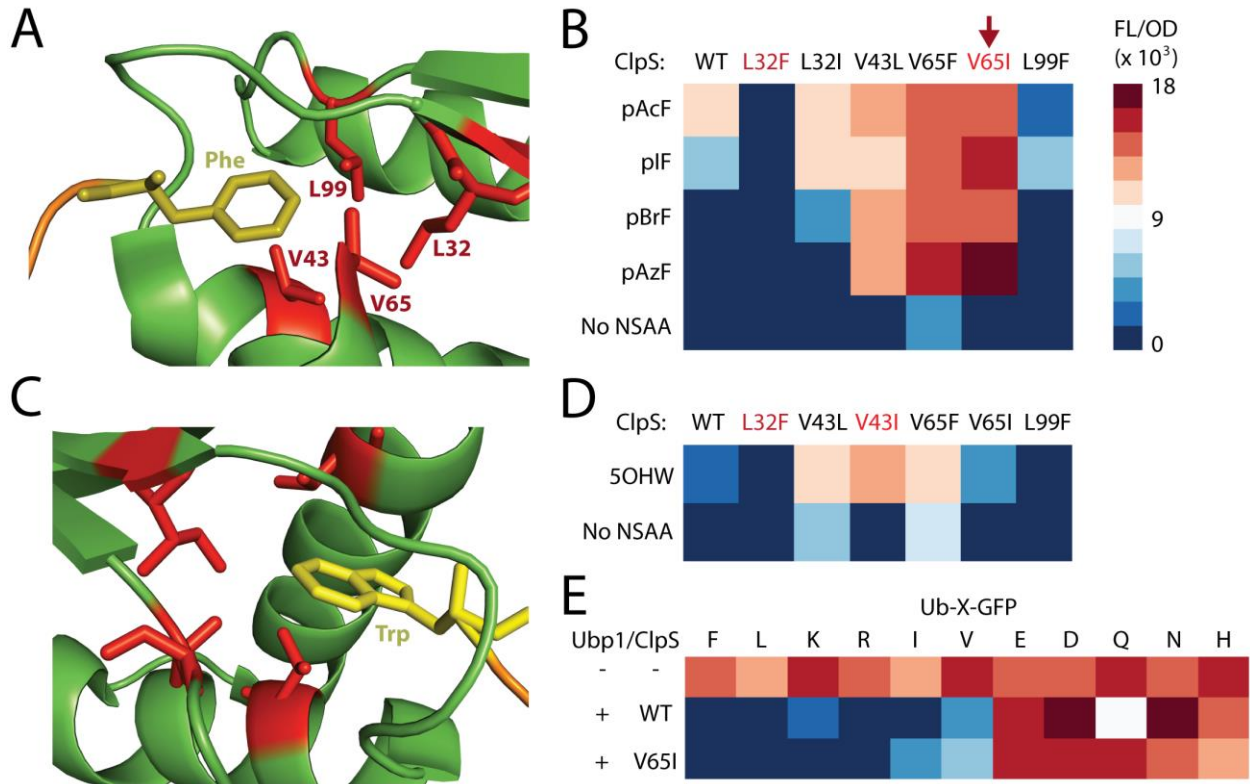 A
Phe
L99
L32
V43
V65
B
FL/OD
(x 10³)
ClpS: WT L32F L32I V43L V65F V65I L99F
18
pAcF
pIF
pBrF
9
pAzF
No NSAA
0
C
Trp
D
ClpS: WT L32F V43L V43I V65F V65I L99F
5OHW
No NSAA
E
Ub-X-GFP
Ubp1/ClpS F L K R I V E D Q N H
- -
+ WT
+ V65I